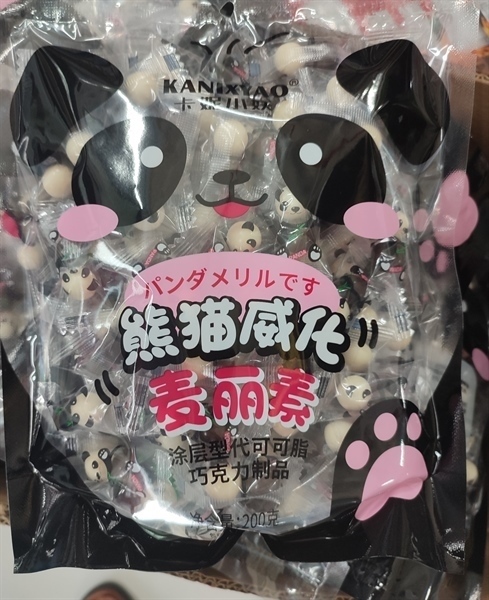 KANIXYAO®
卡妮小妖
パンダメリルです
熊猫威化
麦丽素
涂层型代可可脂
巧克力制品
净含量:200克